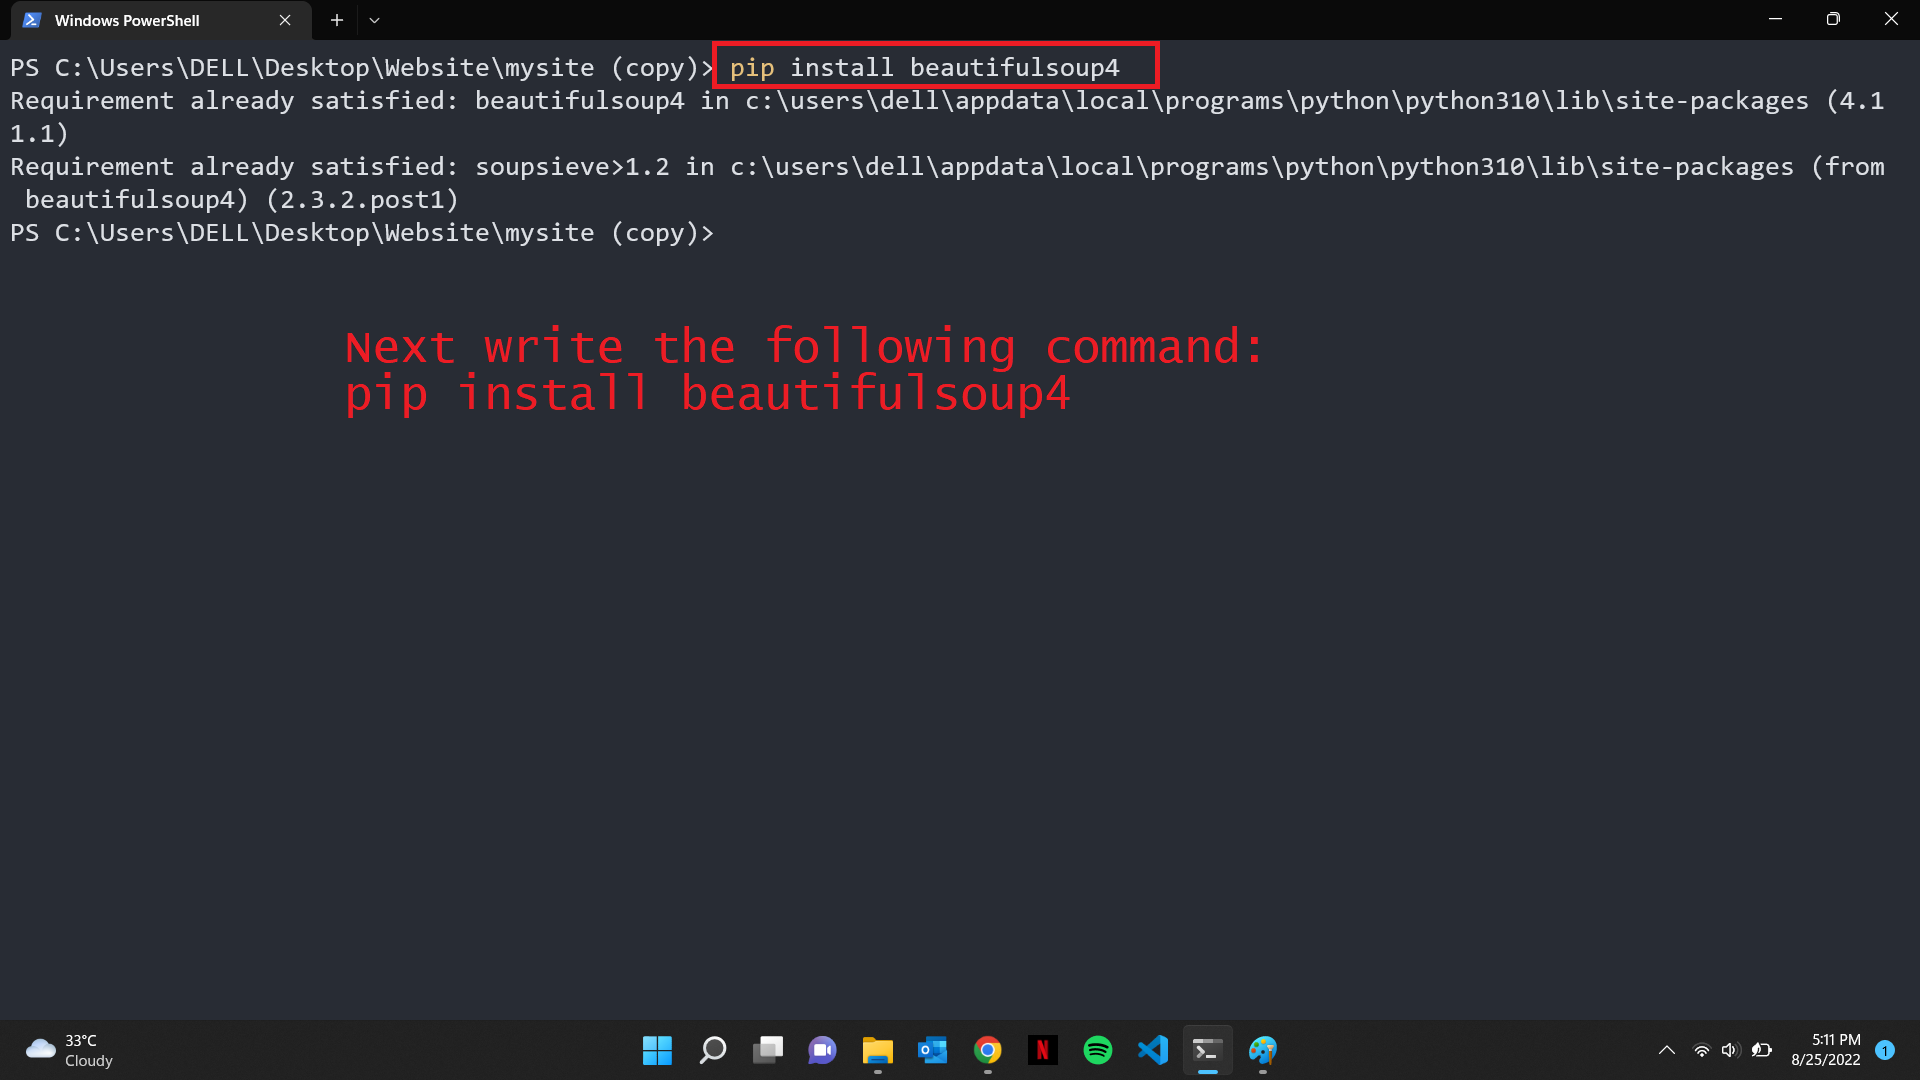 Windows PowerShell
PS C:\Users\DELL\Desktop\Website\mysite (copy)> pip install beautifulsoup4
Requirement already satisfied: beautifulsoup4 in c:\users\dell\appdata\local\programs\python\python310\lib\site-packages (4.1
1.1)
Requirement already satisfied: soupsieve>1.2 in c:\users\dell\appdata\local\programs\python\python310\lib\site-packages (from
 beautifulsoup4) (2.3.2.post1)
PS C:\Users\DELL\Desktop\Website\mysite (copy)>
Next write the following command:
pip install beautifulsoup4
33°C
Cloudy
5:11 PM
8/25/2022
1